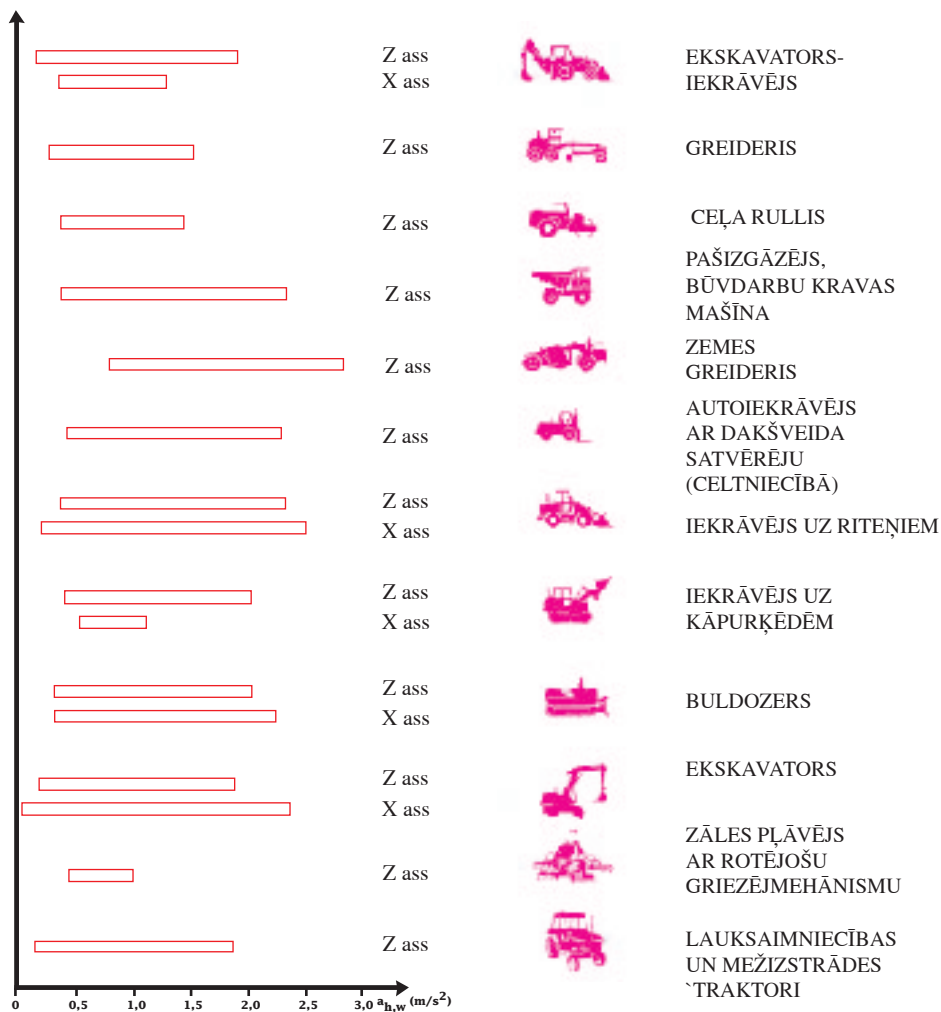 Z ass
X ass
EKSKAVATORS-
IEKRĀVĒJS
Z ass
GREIDERIS
Z ass
CEĻA RULLIS
Z ass
PAŠIZGĀZĒJS,
BŪVDARBU KRAVAS
MAŠĪNA
Z ass
ZEMES
GREIDERIS
Z ass
AUTOIEKRĀVĒJS
AR DAKŠVEIDA
SATVĒRĒJU
(CELTNIECĪBĀ)
Z ass
X ass
IEKRĀVĒJS UZ RITEŅIEM
Z ass
X ass
IEKRĀVĒJS UZ
KĀPURĶĒDĒM
Z ass
X ass
BULDOZERS
Z ass
X ass
EKSKAVATORS
Z ass
ZĀLES PĻĀVĒJS
AR ROTĒJOŠU
GRIEZĒJMEHĀNISMU
Z ass
LAUKSAIMNIECĪBAS
UN MEŽIZSTRĀDES
`TRAKTORI
0 0,5 1,0 1,5 2,0 2,5 3,0 a h,w (m/s²)